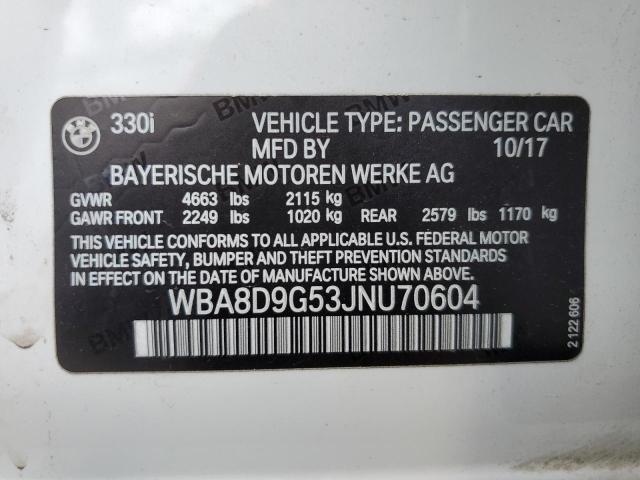 BMW
330i VEHICLE TYPE: PASSENGER CAR
MFD BY 10/17
BAYERISCHE MOTOREN WERKE AG
GVWR 4663 lbs 2115 kg
GAWR FRONT 2249 lbs 1020 kg REAR 2579 lbs 1170 kg
THIS VEHICLE CONFORMS TO ALL APPLICABLE U.S. FEDERAL MOTOR
VEHICLE SAFETY, BUMPER AND THEFT PREVENTION STANDARDS
IN EFFECT ON THE DATE OF MANUFACTURE SHOWN ABOVE.
WBA8D9G53JNU70604
2 122 606